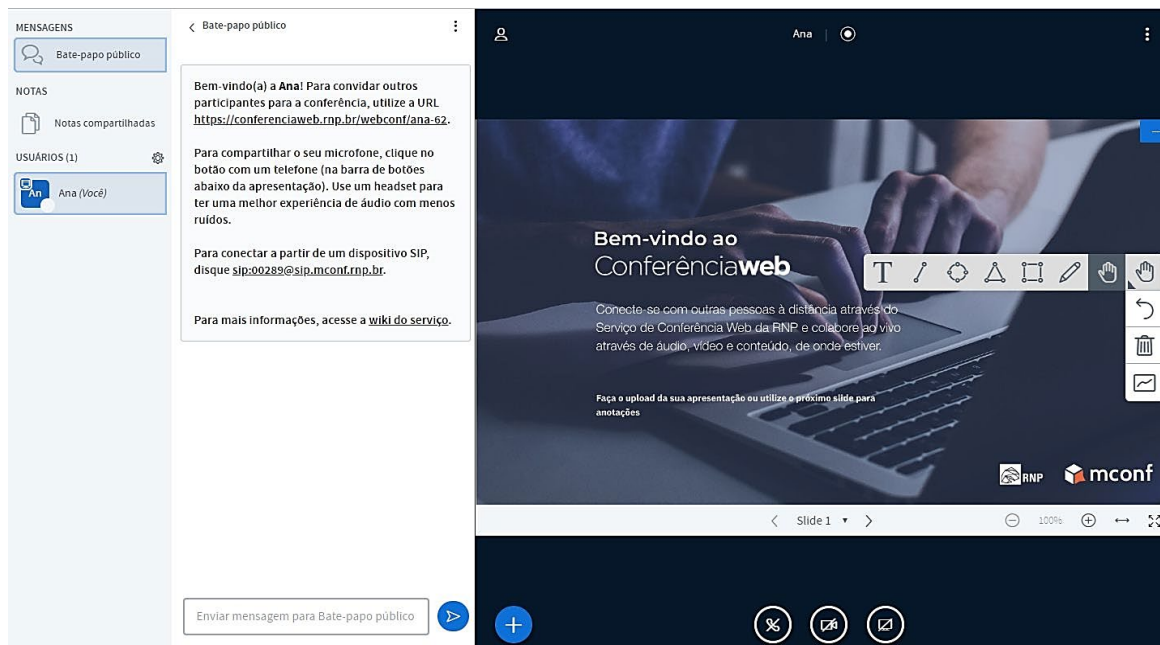 MENSAGENS
Bate-papo público
NOTAS
Notas compartilhadas
USUÁRIOS (1)
An
Ana (Você)
Bate-papo público
Bem-vindo(a) a Ana! Para convidar outros
participantes para a conferência, utilize a URL
https://conferenciaweb.rnp.br/webconf/ana-62.
Para compartilhar o seu microfone, clique no
botão com um telefone (na barra de botões
abaixo da apresentação). Use um headset para
ter uma melhor experiência de áudio com menos
ruídos.
Para conectar a partir de um dispositivo SIP,
disque sip:00289@sip.mconf.rnp.br.
Para mais informações, acesse a wiki do serviço.
Enviar mensagem para Bate-papo público
Ana
Bem-vindo ao
Conferênciaweb
T
Conecte-se com outras pessoas à distância através do
Serviço de Conferência Web da RNP e colabore ao vivo
através de áudio, vídeo e conteúdo, de onde estiver.
Faça o upload da sua apresentação ou utilize o próximo slide para
anotações
RNP
mconf
Slide 1
100%